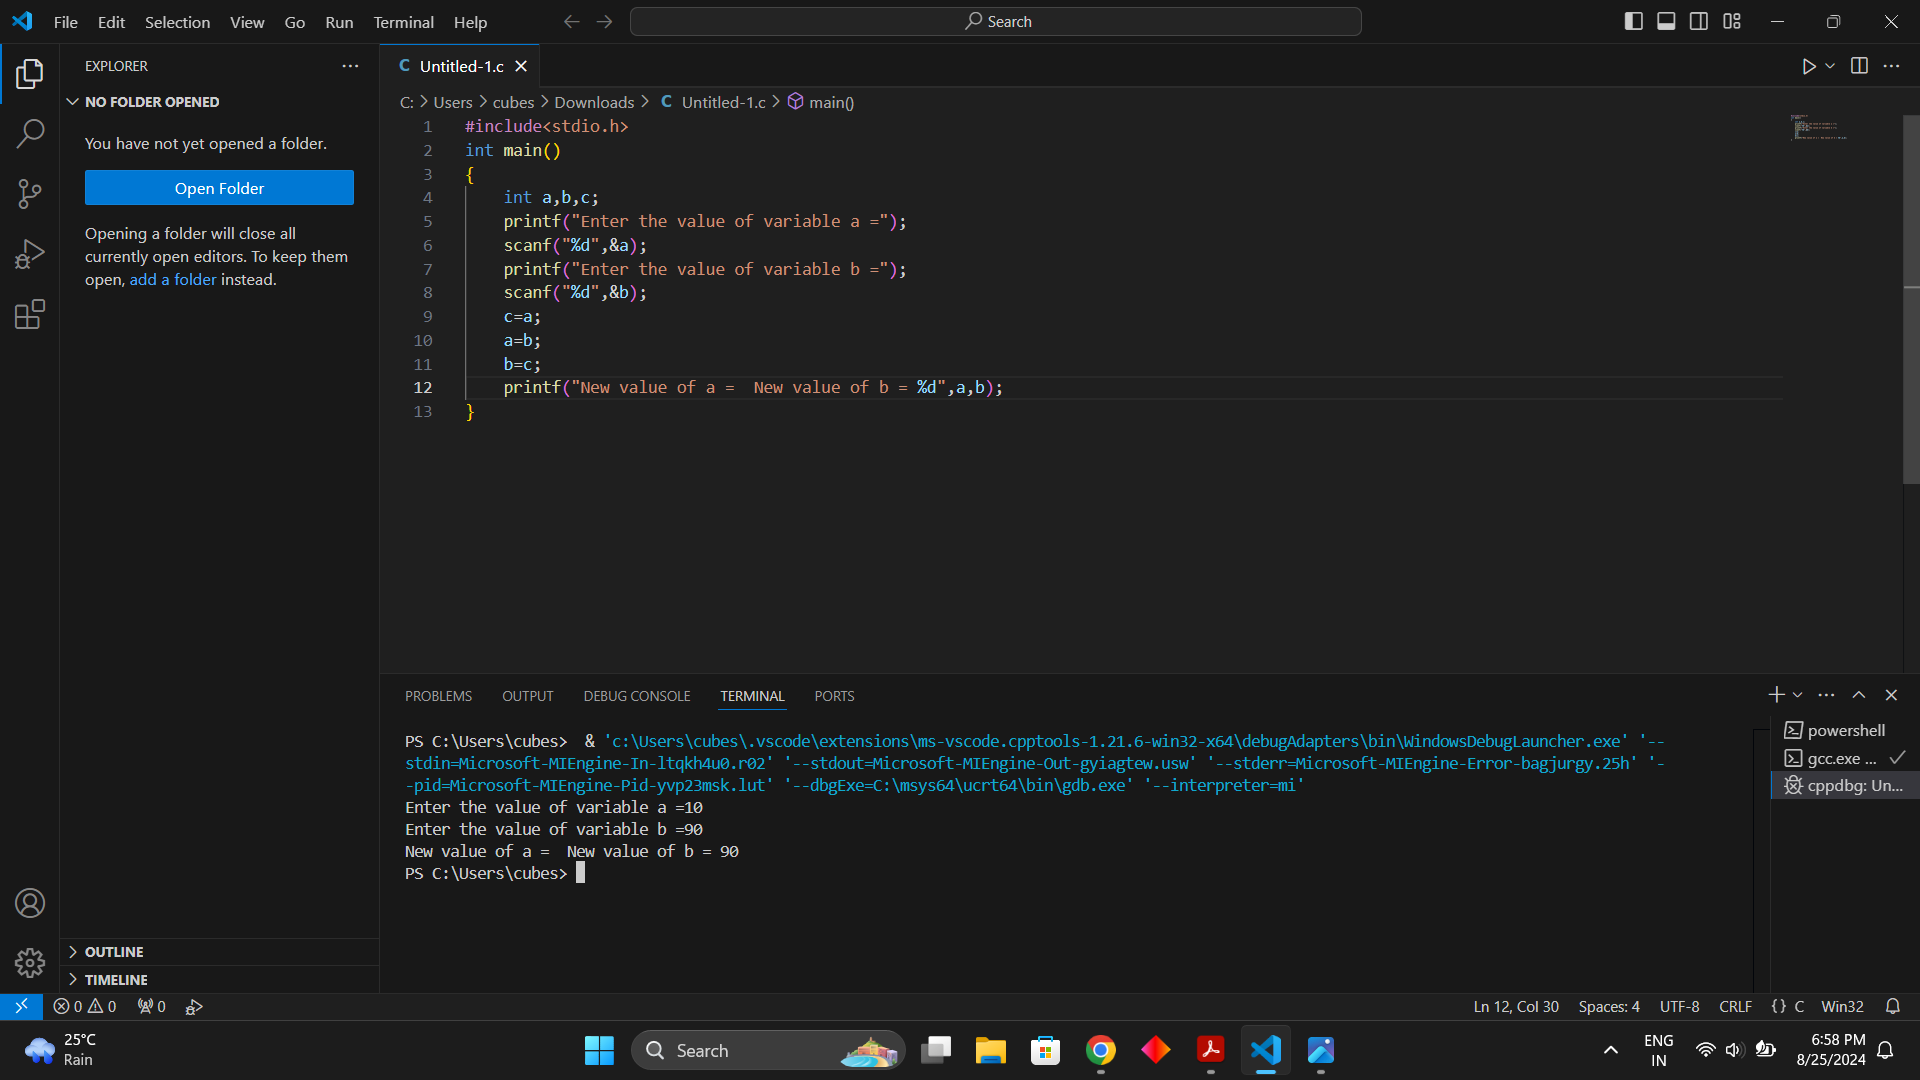 File Edit Selection View Go Run Terminal Help
Search
EXPLORER
Untitled-1.c
NO FOLDER OPENED
You have not yet opened a folder.
Open Folder
Opening a folder will close all
currently open editors. To keep them
open, add a folder instead.
C: > Users > cubes > Downloads > C Untitled-1.c > main()
1 #include<stdio.h>
2 int main()
3 {
4 int a,b,c;
5 printf("Enter the value of variable a =");
6 scanf("%d",&a);
7 printf("Enter the value of variable b =");
8 scanf("%d",&b);
9 c=a;
10 a=b;
11 b=c;
12 printf("New value of a =  New value of b = %d",a,b);
13 }
PROBLEMS OUTPUT DEBUG CONSOLE TERMINAL PORTS
PS C:\Users\cubes>  & 'c:\Users\cubes\.vscode\extensions\ms-vscode.cpptools-1.21.6-win32-x64\debugAdapters\bin\WindowsDebugLauncher.exe' '--
stdin=Microsoft-MIEngine-In-ltqkh4u0.r02' '--stdout=Microsoft-MIEngine-Out-gyiagtew.usw' '--stderr=Microsoft-MIEngine-Error-bagjurgy.25h' '-
-pid=Microsoft-MIEngine-Pid-yvp23msk.lut' '--dbgExe=C:\msys64\ucrt64\bin\gdb.exe' '--interpreter=mi'
Enter the value of variable a =10
Enter the value of variable b =90
New value of a =  New value of b = 90
PS C:\Users\cubes>
powershell
gcc.exe ...
cppdbg: Un...
OUTLINE
TIMELINE
0 0 0
Ln 12, Col 30 Spaces: 4 UTF-8 CRLF {} C Win32
25°C
Rain
Search
ENG
IN
6:58 PM
8/25/2024